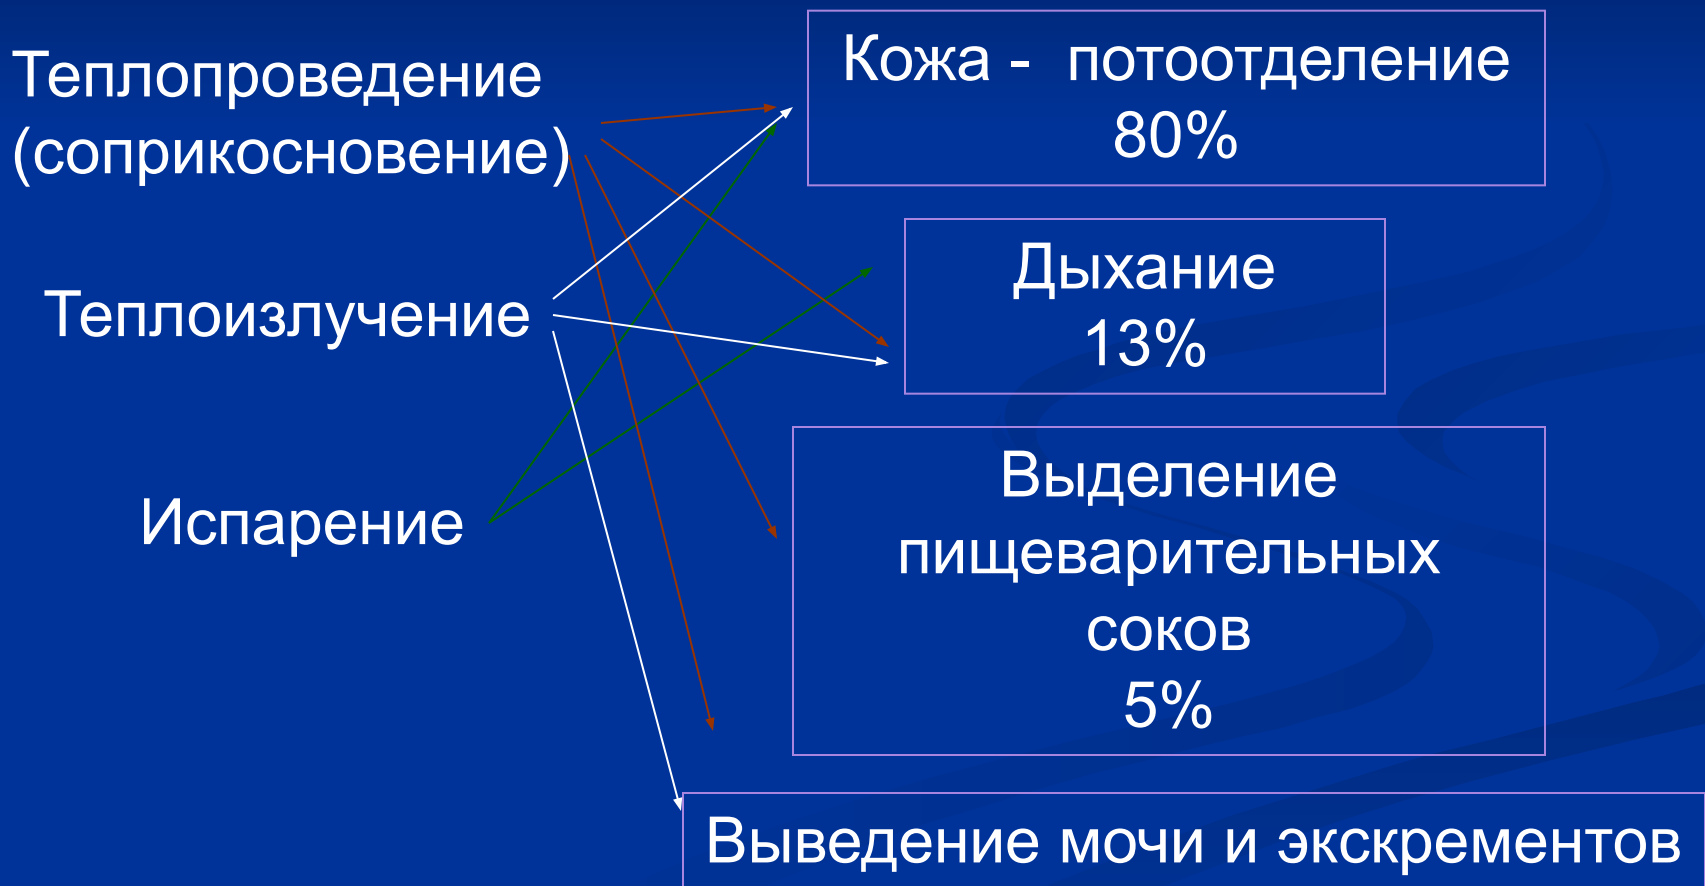 Теплопроведение
(соприкосновение)
Теплоизлучение
Испарение
Кожа - потоотделение
80%
Дыхание
13%
Выделение
пищеварительных
соков
5%
Выведение мочи и экскрементов